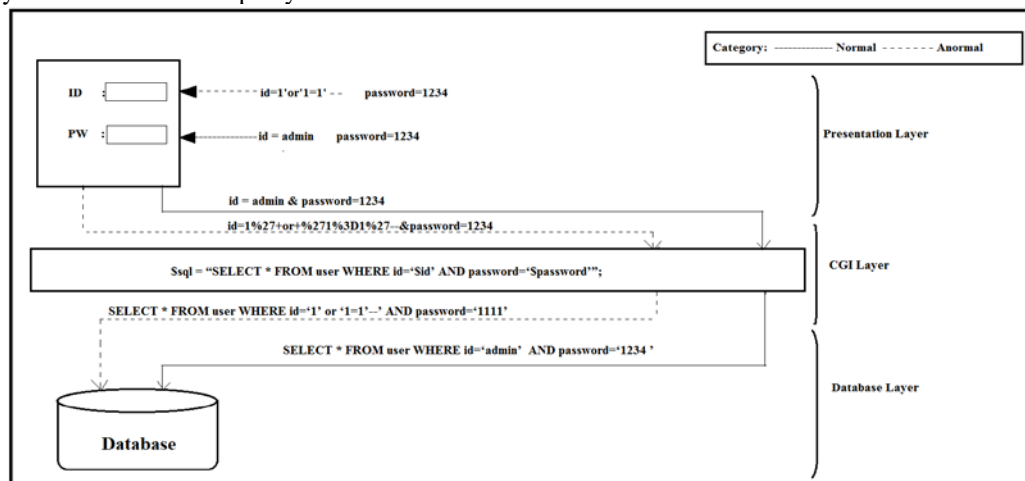 Category: Normal Anormal
ID :
id=1'or'1=1' -- password=1234
PW :
id = admin password=1234
Presentation Layer
id = admin & password=1234
id=1%27+or+%271%3D1%27--&password=1234
$sql = “SELECT * FROM user WHERE id=‘$id’ AND password=‘$password’”;
CGI Layer
SELECT * FROM user WHERE id=‘1’ or ‘1=1’--’ AND password=‘1111’
SELECT * FROM user WHERE id=‘admin’ AND password=‘1234 ’
Database Layer
Database